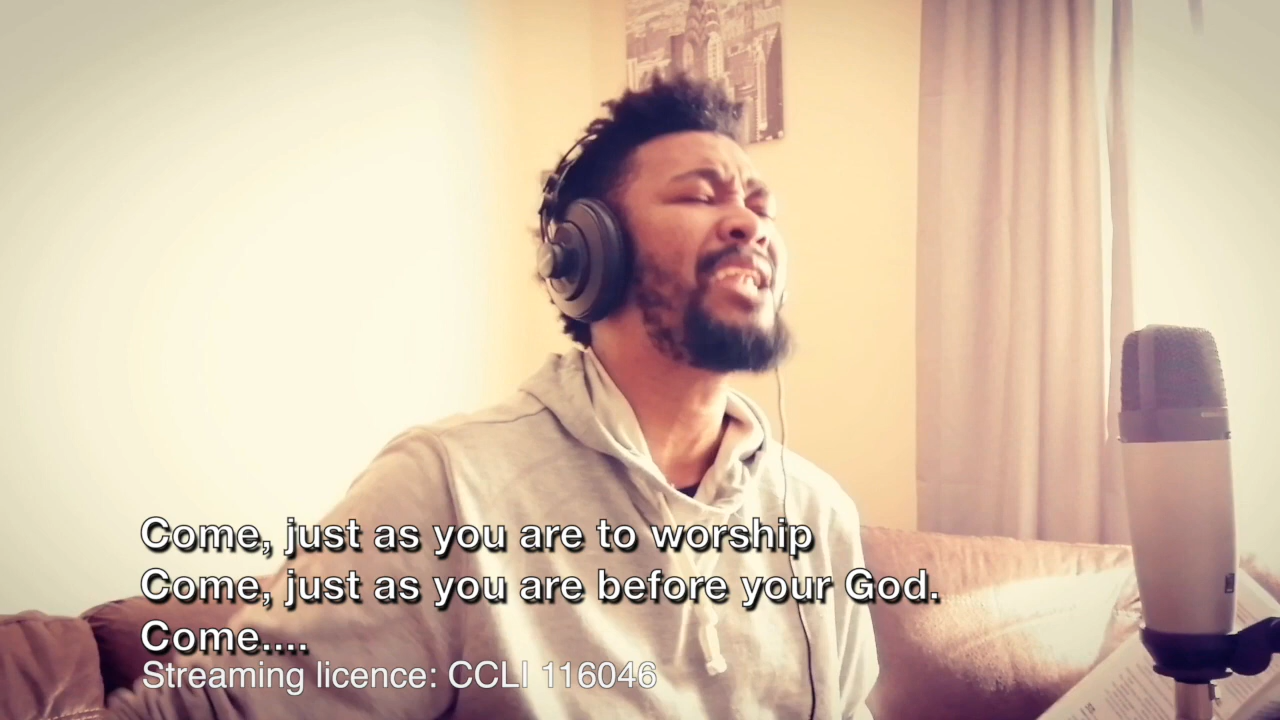 Come, just as you are to worship
Come, just as you are before your God.
Come....
Streaming licence: CCLI 116046